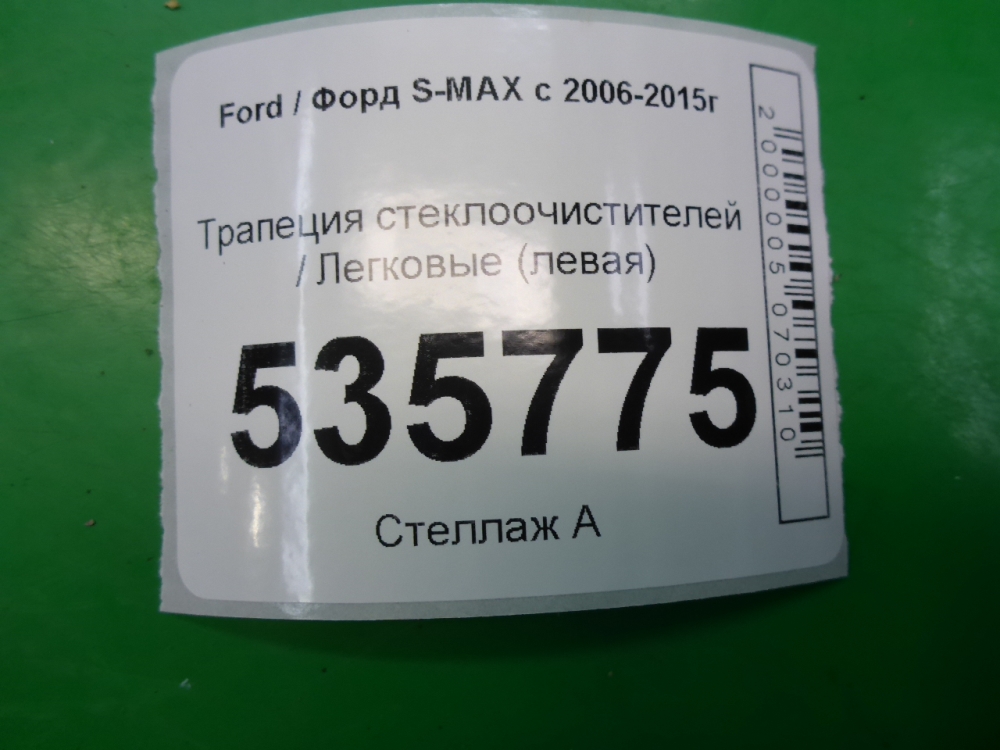 Ford / Форд S-MAX с 2006-2015г
Трапеция стеклоочистителей
/ Легковые (левая)
535775
Стеллаж А
2000005070310